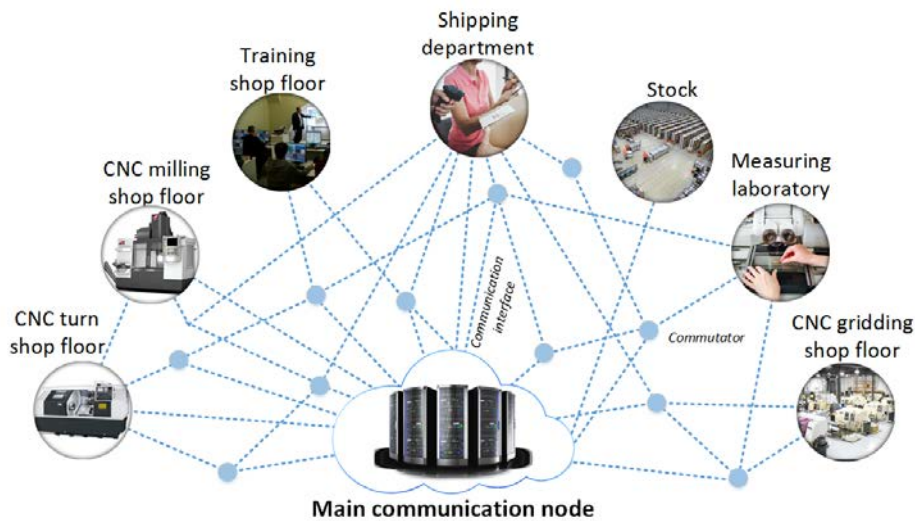 Shipping
department
Training
shop floor
Stock
CNC milling
shop floor
Measuring
laboratory
CNC turn
shop floor
Communication
interface
Commutator
CNC gridding
shop floor
Main communication node